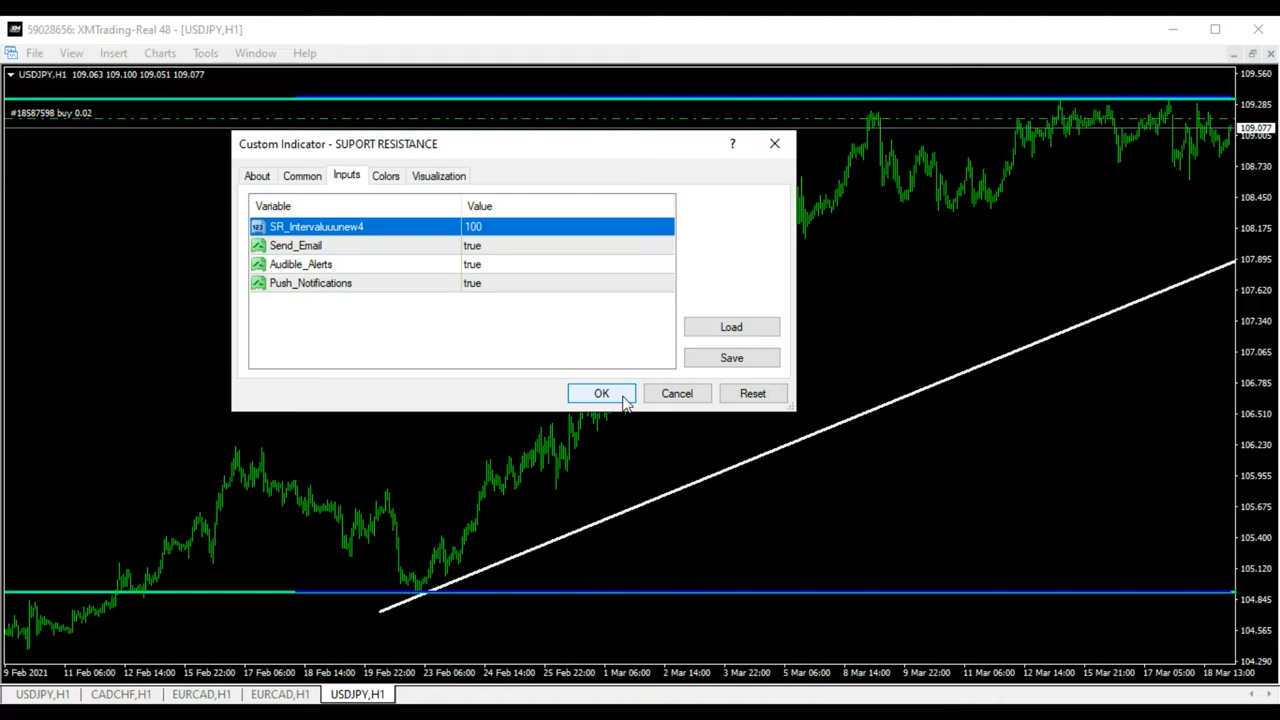 59028656: XMTrading-Real 48 - [USDJPY,H1]
File View Insert Charts Tools Window Help
USDJPY,H1 109.063 109.100 109.051 109.077
#18587598 buy 0.02
Custom Indicator - SUPORT RESISTANCE
About Common Inputs Colors Visualization
Variable Value
SR_Intervaluuunew4 100
Send_Email true
Audible_Alerts true
Push_Notifications true
Load
Save
OK Cancel Reset
109.560
109.285
109.077
109.005
108.730
108.450
108.175
107.895
107.620
107.340
107.065
106.785
106.510
106.230
105.955
105.675
105.400
105.120
104.845
104.565
104.290
9 Feb 2021 11 Feb 06:00 12 Feb 14:00 15 Feb 22:00 17 Feb 06:00 18 Feb 14:00 19 Feb 22:00 23 Feb 06:00 24 Feb 14:00 25 Feb 22:00 1 Mar 06:00 2 Mar 14:00 3 Mar 22:00 5 Mar 06:00 8 Mar 14:00 9 Mar 22:00 11 Mar 06:00 12 Mar 14:00 15 Mar 21:00 17 Mar 05:00 18 Mar 13:00
USDJPY,H1 CADCHF,H1 EURCAD,H1 EURCAD,H1 USDJPY,H1